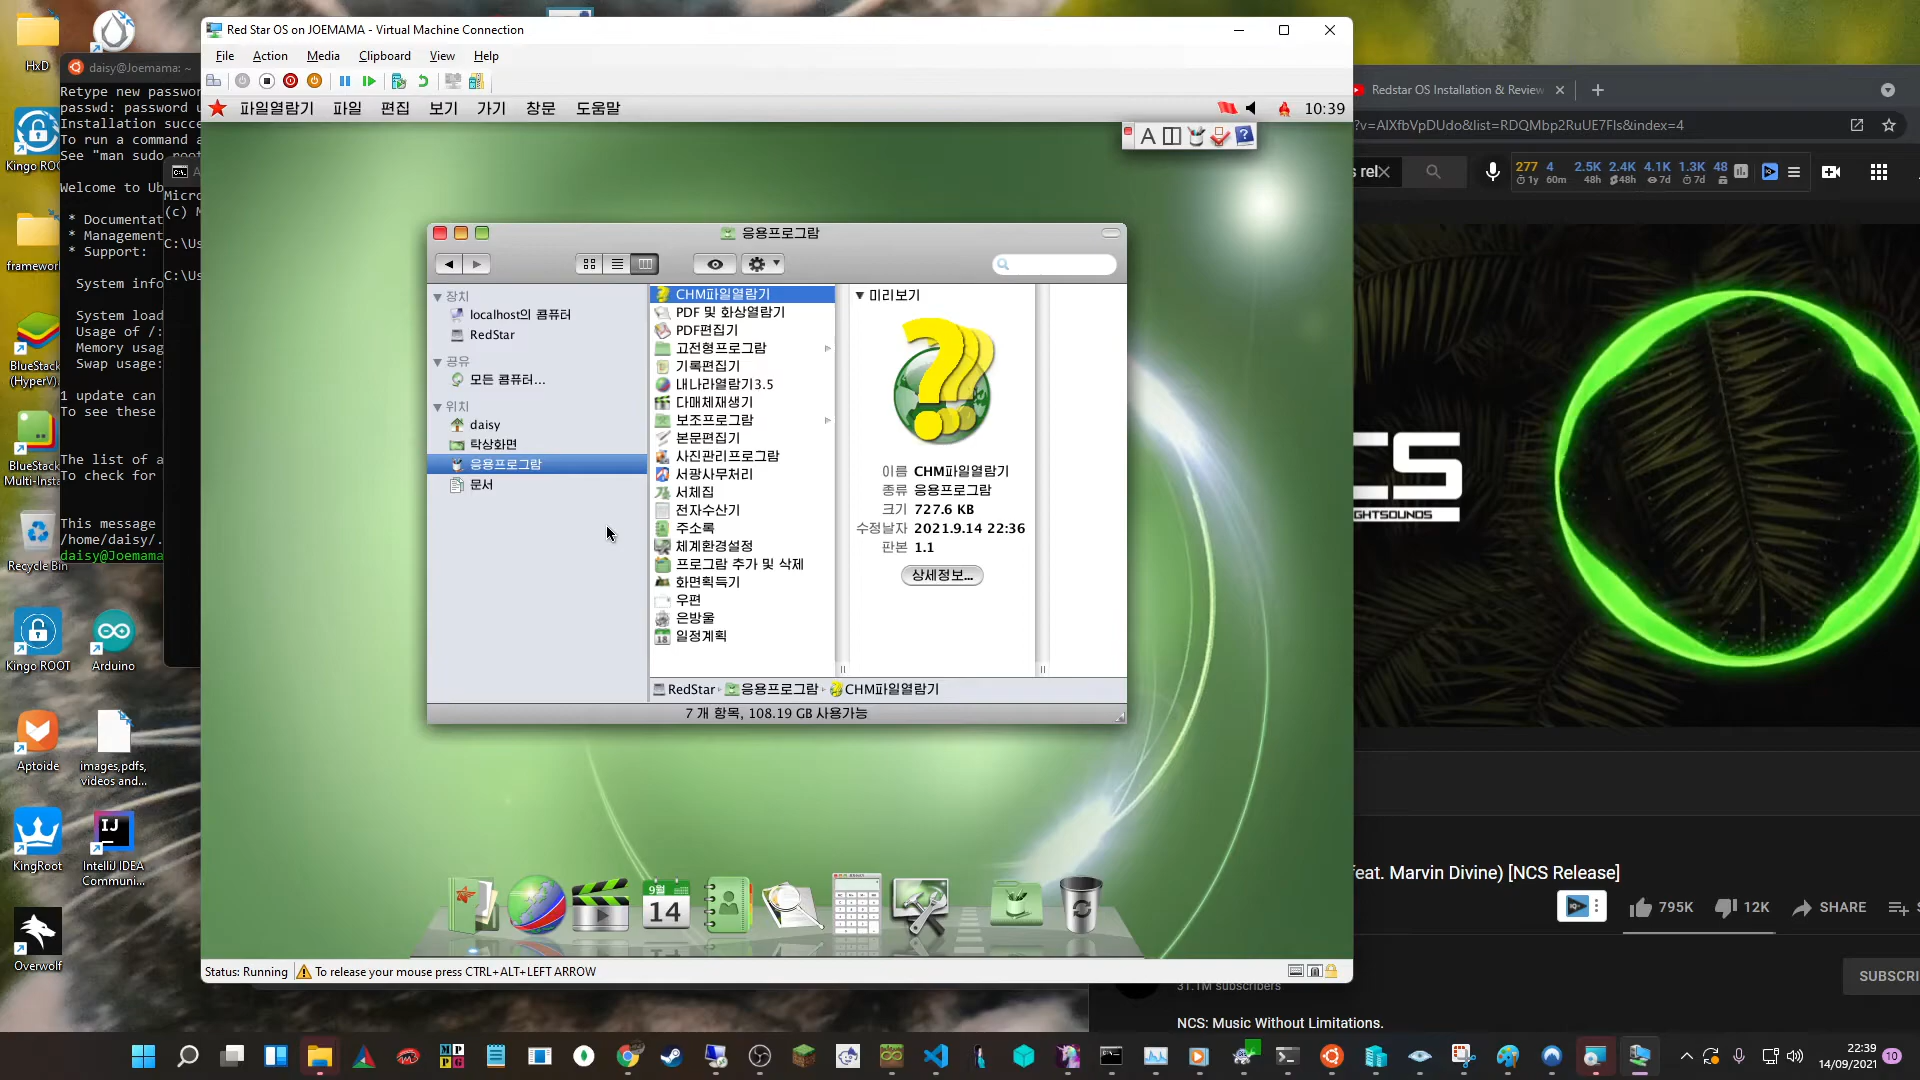 HxD
Kingo ROO
framework
BlueStack
(HyperV)
BlueStack
Multi-Insta
Recycle Bin
Kingo ROOT
Arduino
Aptoide
images,pdfs,
videos and...
KingRoot
IntelliJ IDEA
Communi...
Overwolf
daisy@Joemama: ~
Retype new passwor
passwd: password u
Installation succe
To run a command a
See "man sudo_root
Welcome to Ub
* Documentat
* Management
* Support:
System info
System load
Usage of /:
Memory usag
Swap usage:
1 update can
To see these
The list of a
To check for
This message
/home/daisy/.
daisy@Joemama
Micro
(c) M
C:\Us
C:\Us
Red Star OS on JOEMAMA - Virtual Machine Connection
File Action Media Clipboard View Help
파일열람기 파일 편집 보기 가기 창문 도움말
10:39
응용프로그람
장치
localhost의 콤퓨터
RedStar
공유
모든 콤퓨터...
위치
daisy
탁상화면
응용프로그람
문서
CHM파일열람기
PDF 및 화상열람기
PDF편집기
고전형프로그람
기록편집기
내나라열람기3.5
다매체재생기
보조프로그람
본문편집기
사진관리프로그람
서광사무처리
서체집
전자수산기
주소록
체계환경설정
프로그람 추가 및 삭제
화면획득기
우편
은방울
일정계획
미리보기
이름 CHM파일열람기
종류 응용프로그람
크기 727.6 KB
수정날자 2021.9.14 22:36
판본 1.1
상세정보...
RedStar 응용프로그람 CHM파일열람기
7 개 항목, 108.19 GB 사용가능
9월
14
Status: Running To release your mouse press CTRL+ALT+LEFT ARROW
Redstar OS Installation & Review
?v=AlXfbVpDUdo&list=RDQMbp2RuUE7Fls&index=4
s rel
277 4 2.5K 2.4K 4.1K 1.3K 48
1y 60m 48h 48h 7d 7d
CS
GHTSOUNDS
eat. Marvin Divine) [NCS Release]
795K 12K SHARE
31.1M subscribers
SUBSCRI
NCS: Music Without Limitations.
22:39
14/09/2021
10